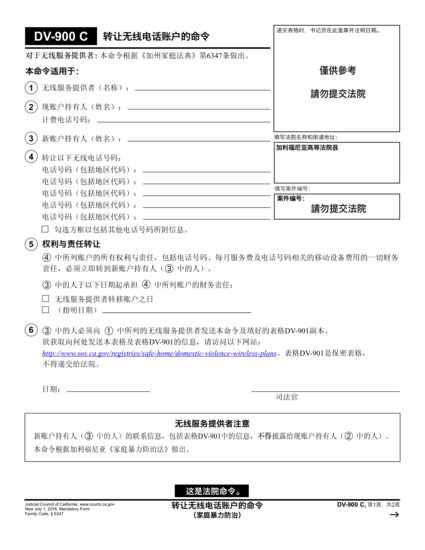 DV-900 C 转让无线电话账户的命令
递交表格时，书记员在此盖章并注明日期。
对于无线服务提供者：本命令根据《加州家庭法典》第6347条做出。
本命令适用于：
僅供參考
請勿提交法院
1 无线服务提供者（名称）：
2 现账户持有人（姓名）：
计费电话号码：
3 新账户持有人（姓名）：
填写法院名称和街道地址：
加利福尼亚高等法院县
4 转让以下无线电话号码：
电话号码（包括地区代码）：
电话号码（包括地区代码）：
电话号码（包括地区代码）：
电话号码（包括地区代码）：
电话号码（包括地区代码）：
填写案件编号：
案件编号：
請勿提交法院
☐ 勾选方框以包括其他电话号码所附信息。
5 权利与责任转让
④ 中所列账户的所有权利与责任，包括电话号码、每月服务费及电话号码相关的移动设备费用的一切财务
责任，必须立即转到新账户持有人（③ 中的人）。
③ 中的人于以下日期起承担 ④ 中所列账户的财务责任：
☐ 无线服务提供者转移账户之日
☐ （指明日期）
6 ③ 中的人必须向 ① 中所列的无线服务提供者发送本命令及填好的表格DV-901副本。
欲获取向何处发送本表格及表格DV-901的信息，请访问以下网站：
http://www.sos.ca.gov/registries/safe-home/domestic-violence-wireless-plans。表格DV-901是保密表格，
不得递交给法院。
日期：
司法官
无线服务提供者注意
新账户持有人（③ 中的人）的联系信息，包括表格DV-901中的信息，不得披露给现账户持有人（② 中的人）。
本命令根据加利福尼亚《家庭暴力防治法》做出。
这是法院命令。
Judicial Council of California, www.courts.ca.gov
New July 1, 2016, Mandatory Form
Family Code, § 6347
转让无线电话账户的命令
（家庭暴力防治）
DV-900 C, 第1页，共2页
→